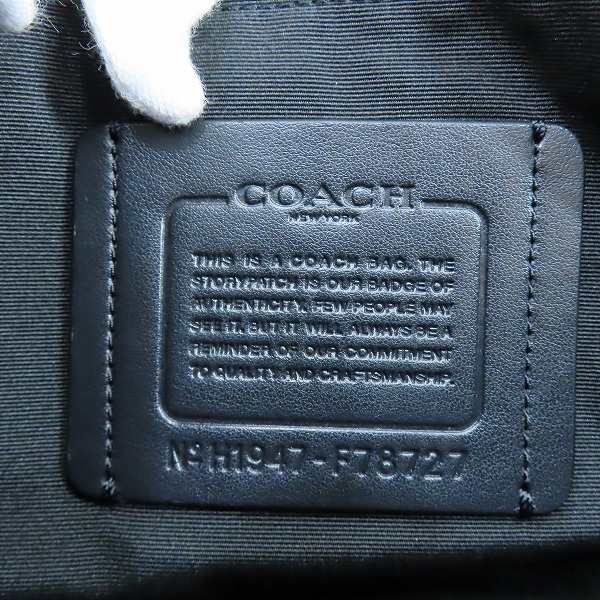 COACH
NEW YORK
THIS IS A COACH BAG. THE
STORYPATCH IS OUR BADGE OF
AUTHENTICITY. FEW PEOPLE MAY
SEE IT. BUT IT WILL ALWAYS BE A
REMINDER OF OUR COMMITMENT
TO QUALITY AND CRAFTSMANSHIP.
Nº H1947-F78727